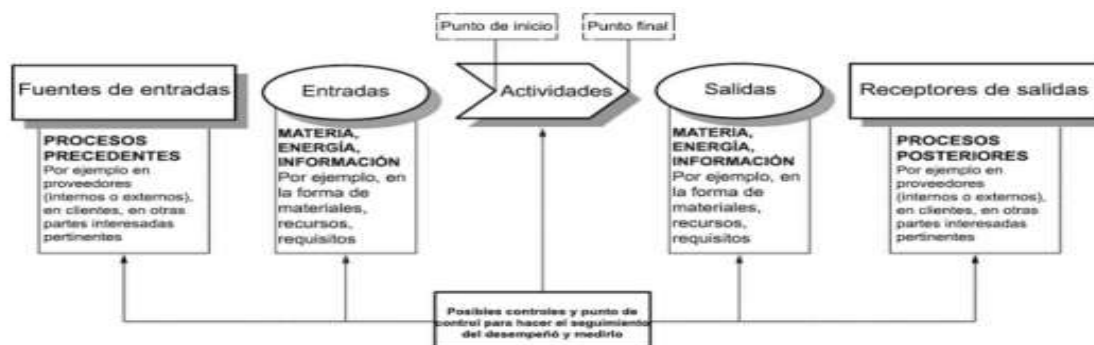 Punto de inicio
Punto final
Fuentes de entradas
Entradas
Actividades
Salidas
Receptores de salidas
PROCESOS
PRECEDENTES
Por ejemplo en
proveedores
(internos o externos),
en clientes, en otras
partes interesadas
pertinentes
MATERIA,
ENERGÍA,
INFORMACIÓN
Por ejemplo, en
la forma de
materiales,
recursos,
requisitos
MATERIA,
ENERGÍA,
INFORMACIÓN
Por ejemplo, en
la forma de
materiales,
recursos,
requisitos
PROCESOS
POSTERIORES
Por ejemplo en
proveedores
(internos o externos),
en clientes, en otras
partes interesadas
pertinentes
Posibles controles y punto de
control para hacer el seguimiento
del desempeñó y medirlo